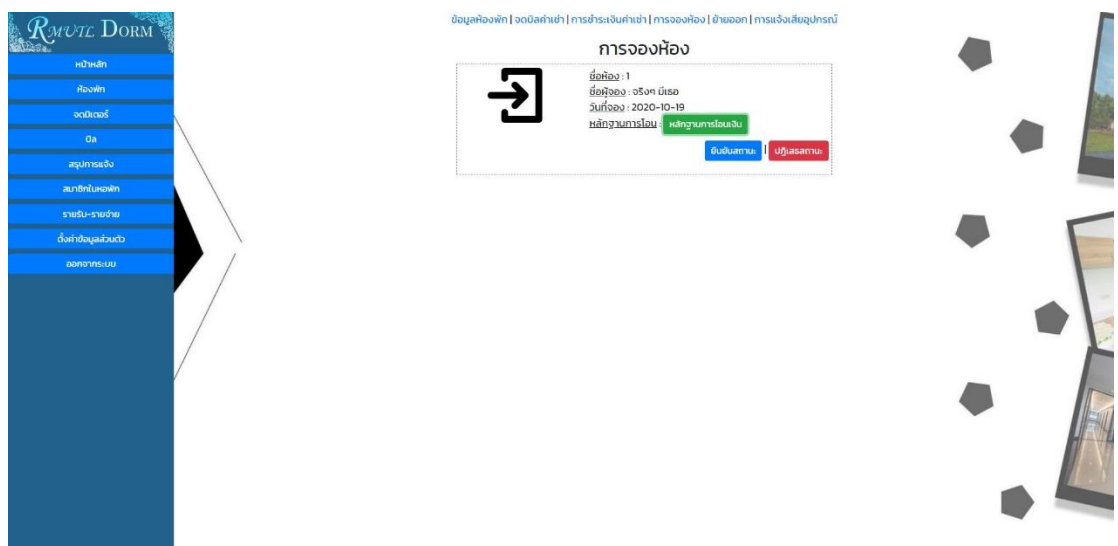 RMUTL DORM
หน้าหลัก
ห้องพัก
จดมิเตอร์
บิล
สรุปการแจ้ง
สมาชิกในหอพัก
รายรับ-รายจ่าย
ตั้งค่าข้อมูลส่วนตัว
ออกจากระบบ
ข้อมูลห้องพัก | จดบิลค่าเช่า | การชำระเงินค่าเช่า | การจองห้อง | ย้ายออก | การแจ้งเสียอุปกรณ์
การจองห้อง
ชื่อห้อง : 1
ชื่อผู้จอง : จริงๆ มีเธอ
วันที่จอง : 2020-10-19
หลักฐานการโอน : หลักฐานการโอนเงิน
ยืนยันสถานะ | ปฏิเสธสถานะ